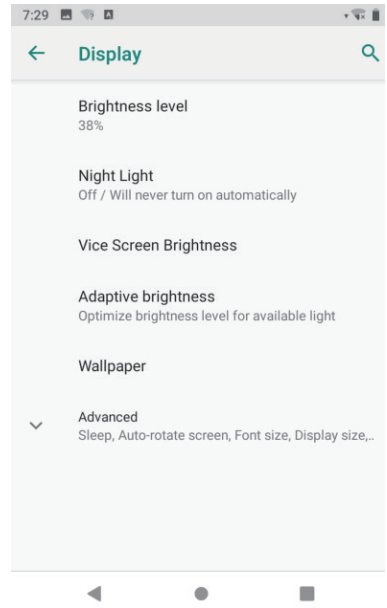 7:29
Display
Brightness level
38%
Night Light
Off / Will never turn on automatically
Vice Screen Brightness
Adaptive brightness
Optimize brightness level for available light
Wallpaper
Advanced
Sleep, Auto-rotate screen, Font size, Display size,..